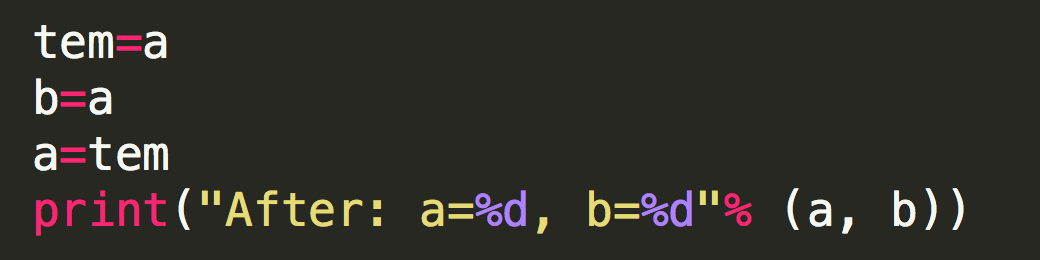 tem=a
b=a
a=tem
print("After: a=%d, b=%d"% (a, b))